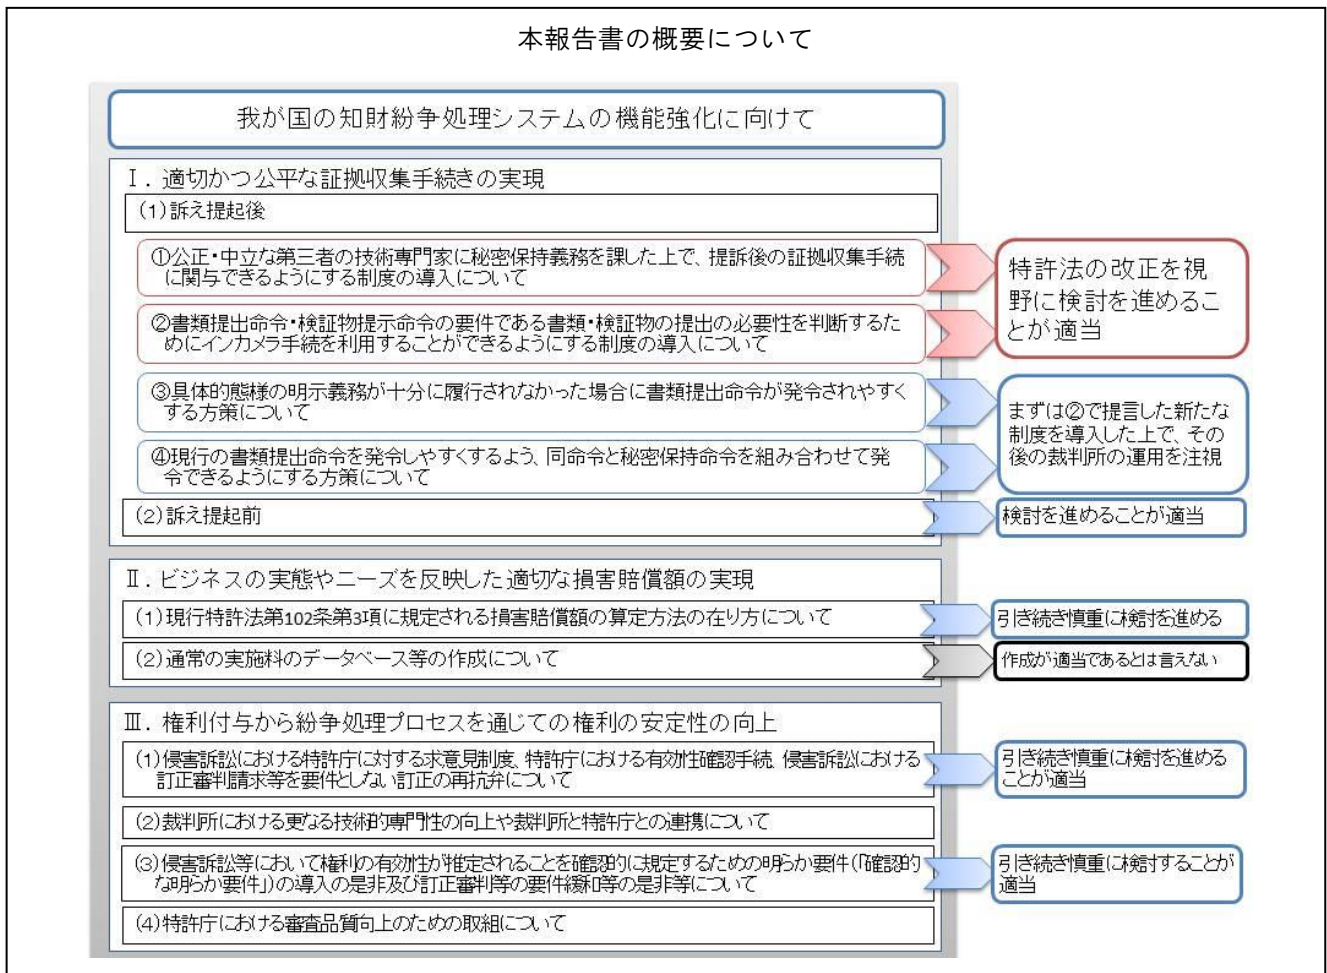 本報告書の概要について
我が国の知財紛争処理システムの機能強化に向けて
Ⅰ．適切かつ公平な証拠収集手続きの実現
(1)訴え提起後
①公正・中立な第三者の技術専門家に秘密保持義務を課した上で、提訴後の証拠収集手続
に関与できるようにする制度の導入について
②書類提出命令・検証物提示命令の要件である書類・検証物の提出の必要性を判断するた
めにインカメラ手続を利用することができるようにする制度の導入について
特許法の改正を視
野に検討を進めるこ
とが適当
③具体的態様の明示義務が十分に履行されなかった場合に書類提出命令が発令されやすく
する方策について
④現行の書類提出命令を発令しやすくするよう、同命令と秘密保持命令を組み合わせて発
令できるようにする方策について
まずは②で提言した新たな
制度を導入した上で、その
後の裁判所の運用を注視
(2)訴え提起前
検討を進めることが適当
Ⅱ．ビジネスの実態やニーズを反映した適切な損害賠償額の実現
(1)現行特許法第102条第3項に規定される損害賠償額の算定方法の在り方について
引き続き慎重に検討を進める
(2)通常の実施料のデータベース等の作成について
作成が適当であるとは言えない
Ⅲ．権利付与から紛争処理プロセスを通じての権利の安定性の向上
(1)侵害訴訟における特許庁に対する求意見制度、特許庁における有効性確認手続、侵害訴訟における
訂正審判請求等を要件としない訂正の再抗弁について
引き続き慎重に検討を進める
ことが適当
(2)裁判所における更なる技術的専門性の向上や裁判所と特許庁との連携について
(3)侵害訴訟等において権利の有効性が推定されることを確認的に規定するための明らか要件(「確認的
な明らか要件」)の導入の是非及び訂正審判等の要件緩和等の是非等について
引き続き慎重に検討することが
適当
(4)特許庁における審査品質向上のための取組について